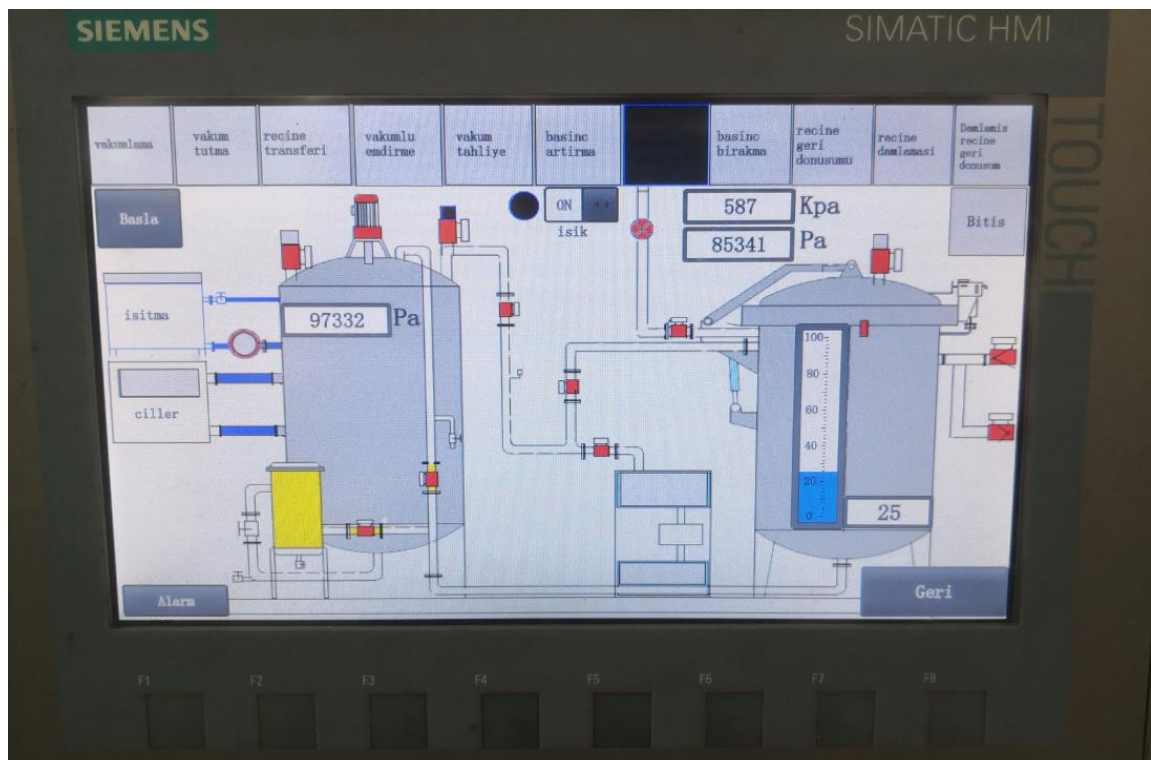 SIEMENS
SIMATIC HMI
TOUCH
vakumlama
vakum
tutma
recine
transferi
vakumlu
emdirme
vakum
tahliye
basinc
artirma
basinc
birakma
recine
geri
donusumu
recine
damlamasi
Damlamis
recine
geri
donusum
Basla
ON
isik
587 Kpa
85341 Pa
Bitis
isitma
97332 Pa
ciller
100
80
60
40
20
0
25
Alarm
Geri
F1
F2
F3
F4
F5
F6
F7
F8